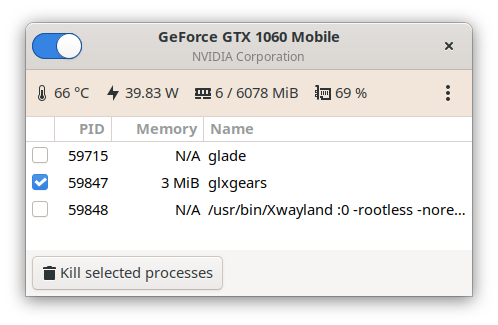 GeForce GTX 1060 Mobile
NVIDIA Corporation
66 °C 39.83 W 6 / 6078 MiB 69 %
PID Memory Name
59715 N/A glade
59847 3 MiB glxgears
59848 N/A /usr/bin/Xwayland :0 -rootless -nore...
Kill selected processes